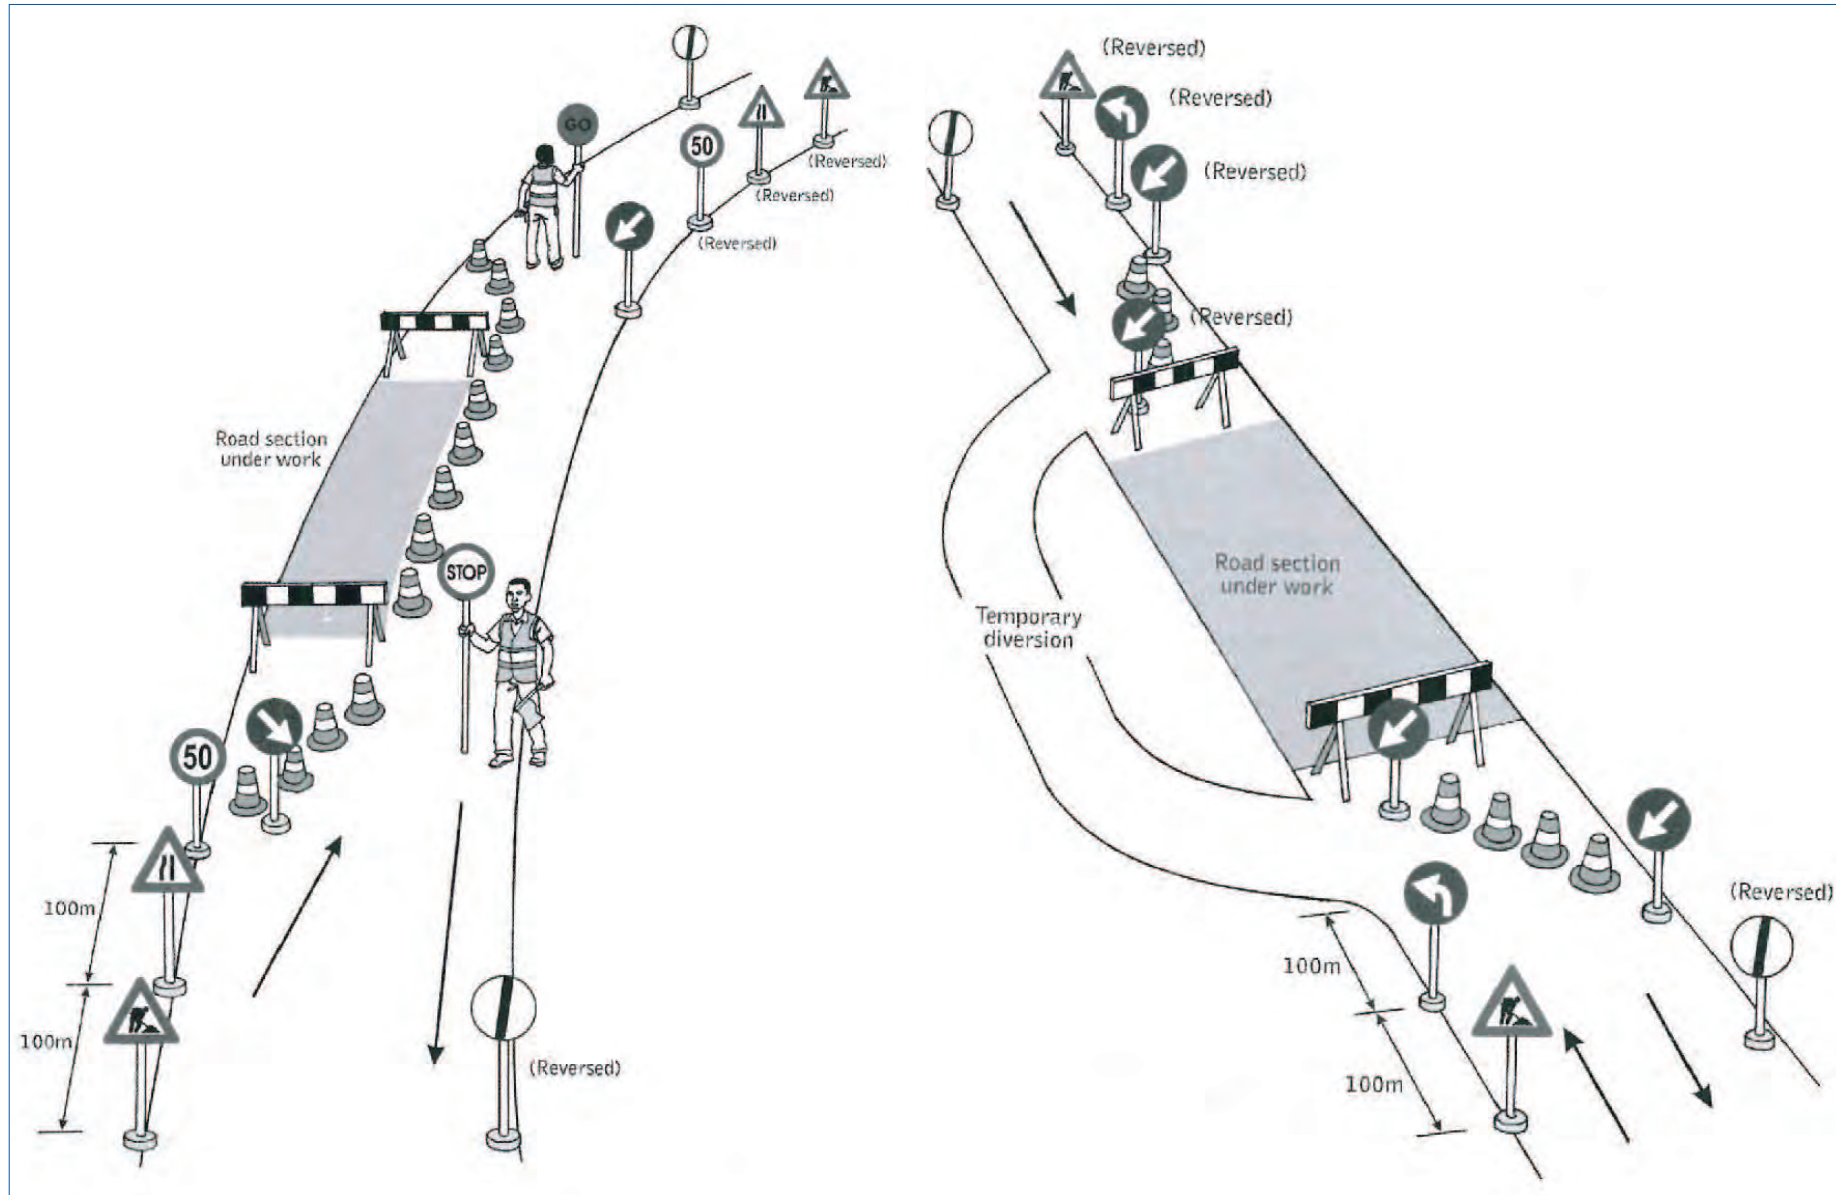 GO
50
(Reversed)
(Reversed)
(Reversed)
Road section
under work
STOP
50
100m
100m
(Reversed)
(Reversed)
(Reversed)
(Reversed)
(Reversed)
Road section
under work
Temporary
diversion
(Reversed)
100m
100m